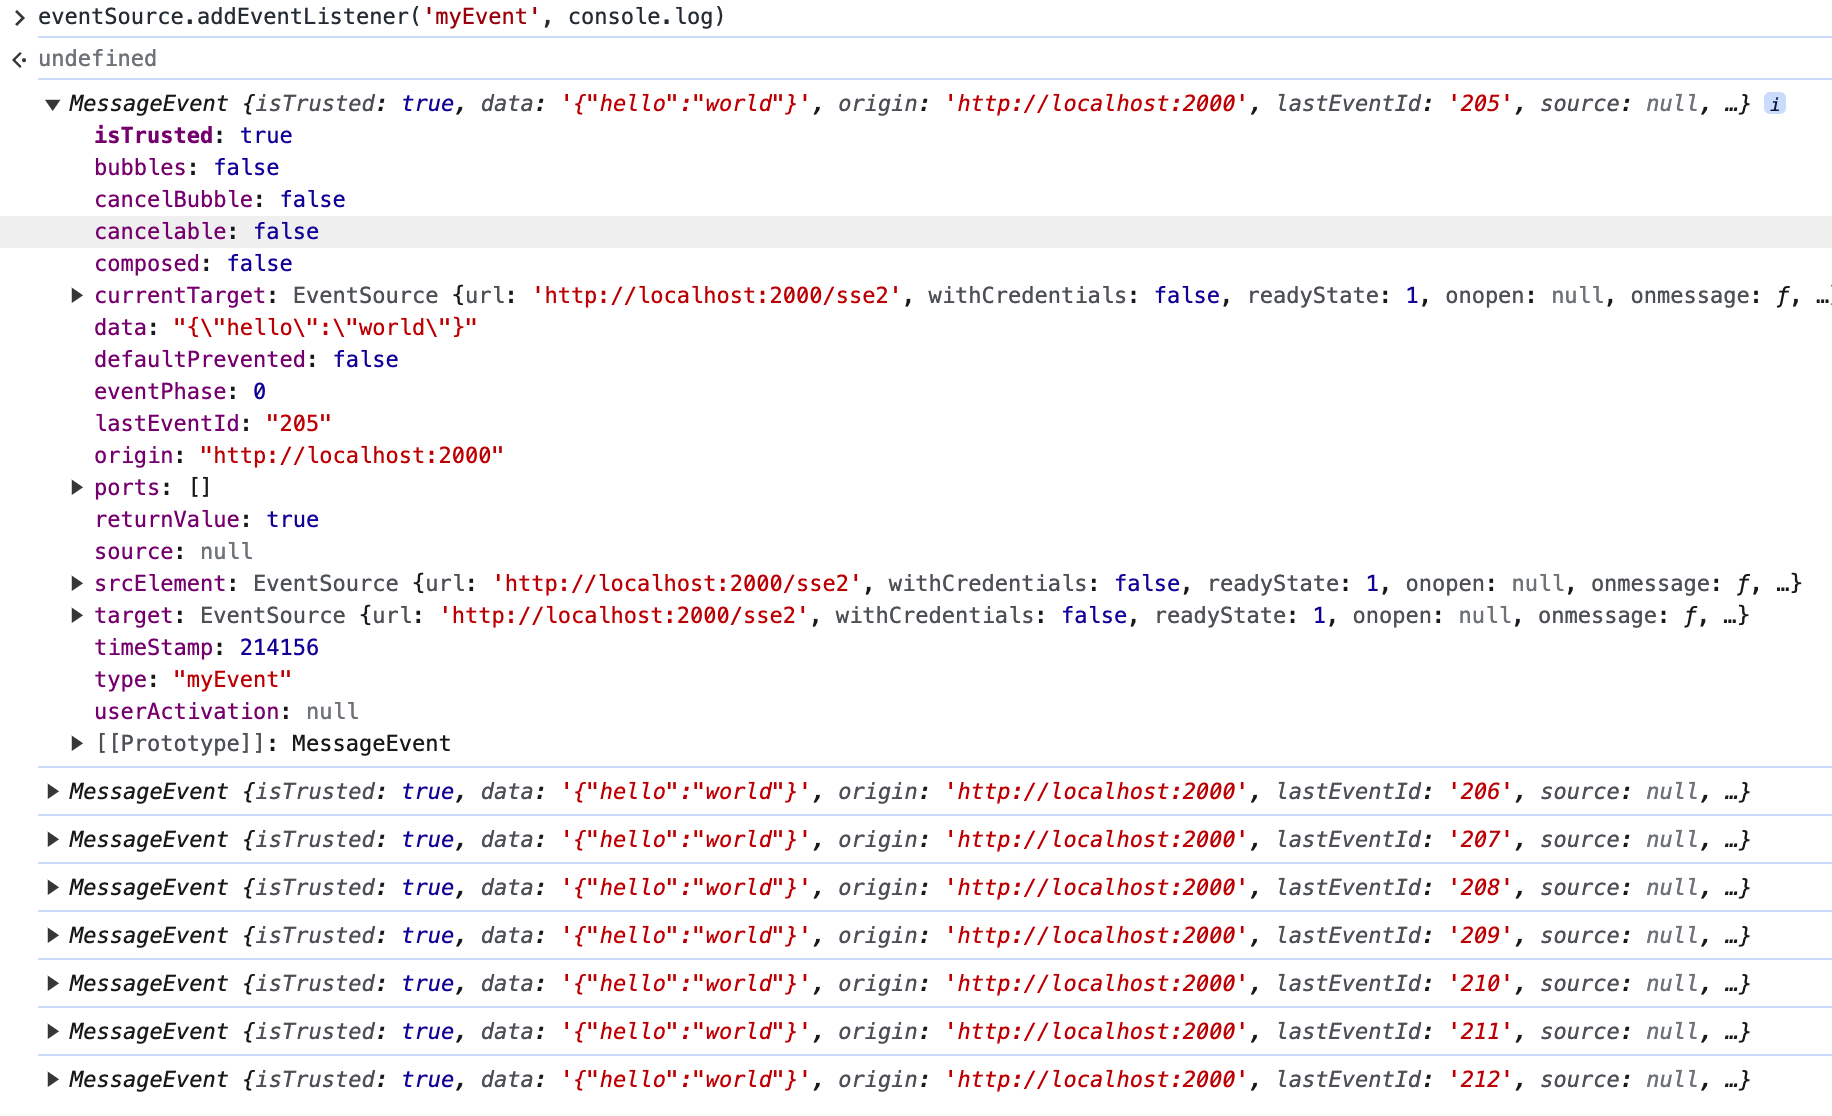 > eventSource.addEventListener('myEvent', console.log)
undefined
▼ MessageEvent {isTrusted: true, data: '{"hello":"world"}', origin: 'http://localhost:2000', lastEventId: '205', source: null, …} i
isTrusted: true
bubbles: false
cancelBubble: false
cancelable: false
composed: false
▶ currentTarget: EventSource {url: 'http://localhost:2000/sse2', withCredentials: false, readyState: 1, onopen: null, onmessage: ƒ, …}
data: "{\"hello\":\"world\"}"
defaultPrevented: false
eventPhase: 0
lastEventId: "205"
origin: "http://localhost:2000"
▶ ports: []
returnValue: true
source: null
▶ srcElement: EventSource {url: 'http://localhost:2000/sse2', withCredentials: false, readyState: 1, onopen: null, onmessage: ƒ, …}
▶ target: EventSource {url: 'http://localhost:2000/sse2', withCredentials: false, readyState: 1, onopen: null, onmessage: ƒ, …}
timeStamp: 214156
type: "myEvent"
userActivation: null
▶ [[Prototype]]: MessageEvent
▶ MessageEvent {isTrusted: true, data: '{"hello":"world"}', origin: 'http://localhost:2000', lastEventId: '206', source: null, …}
▶ MessageEvent {isTrusted: true, data: '{"hello":"world"}', origin: 'http://localhost:2000', lastEventId: '207', source: null, …}
▶ MessageEvent {isTrusted: true, data: '{"hello":"world"}', origin: 'http://localhost:2000', lastEventId: '208', source: null, …}
▶ MessageEvent {isTrusted: true, data: '{"hello":"world"}', origin: 'http://localhost:2000', lastEventId: '209', source: null, …}
▶ MessageEvent {isTrusted: true, data: '{"hello":"world"}', origin: 'http://localhost:2000', lastEventId: '210', source: null, …}
▶ MessageEvent {isTrusted: true, data: '{"hello":"world"}', origin: 'http://localhost:2000', lastEventId: '211', source: null, …}
▶ MessageEvent {isTrusted: true, data: '{"hello":"world"}', origin: 'http://localhost:2000', lastEventId: '212', source: null, …}